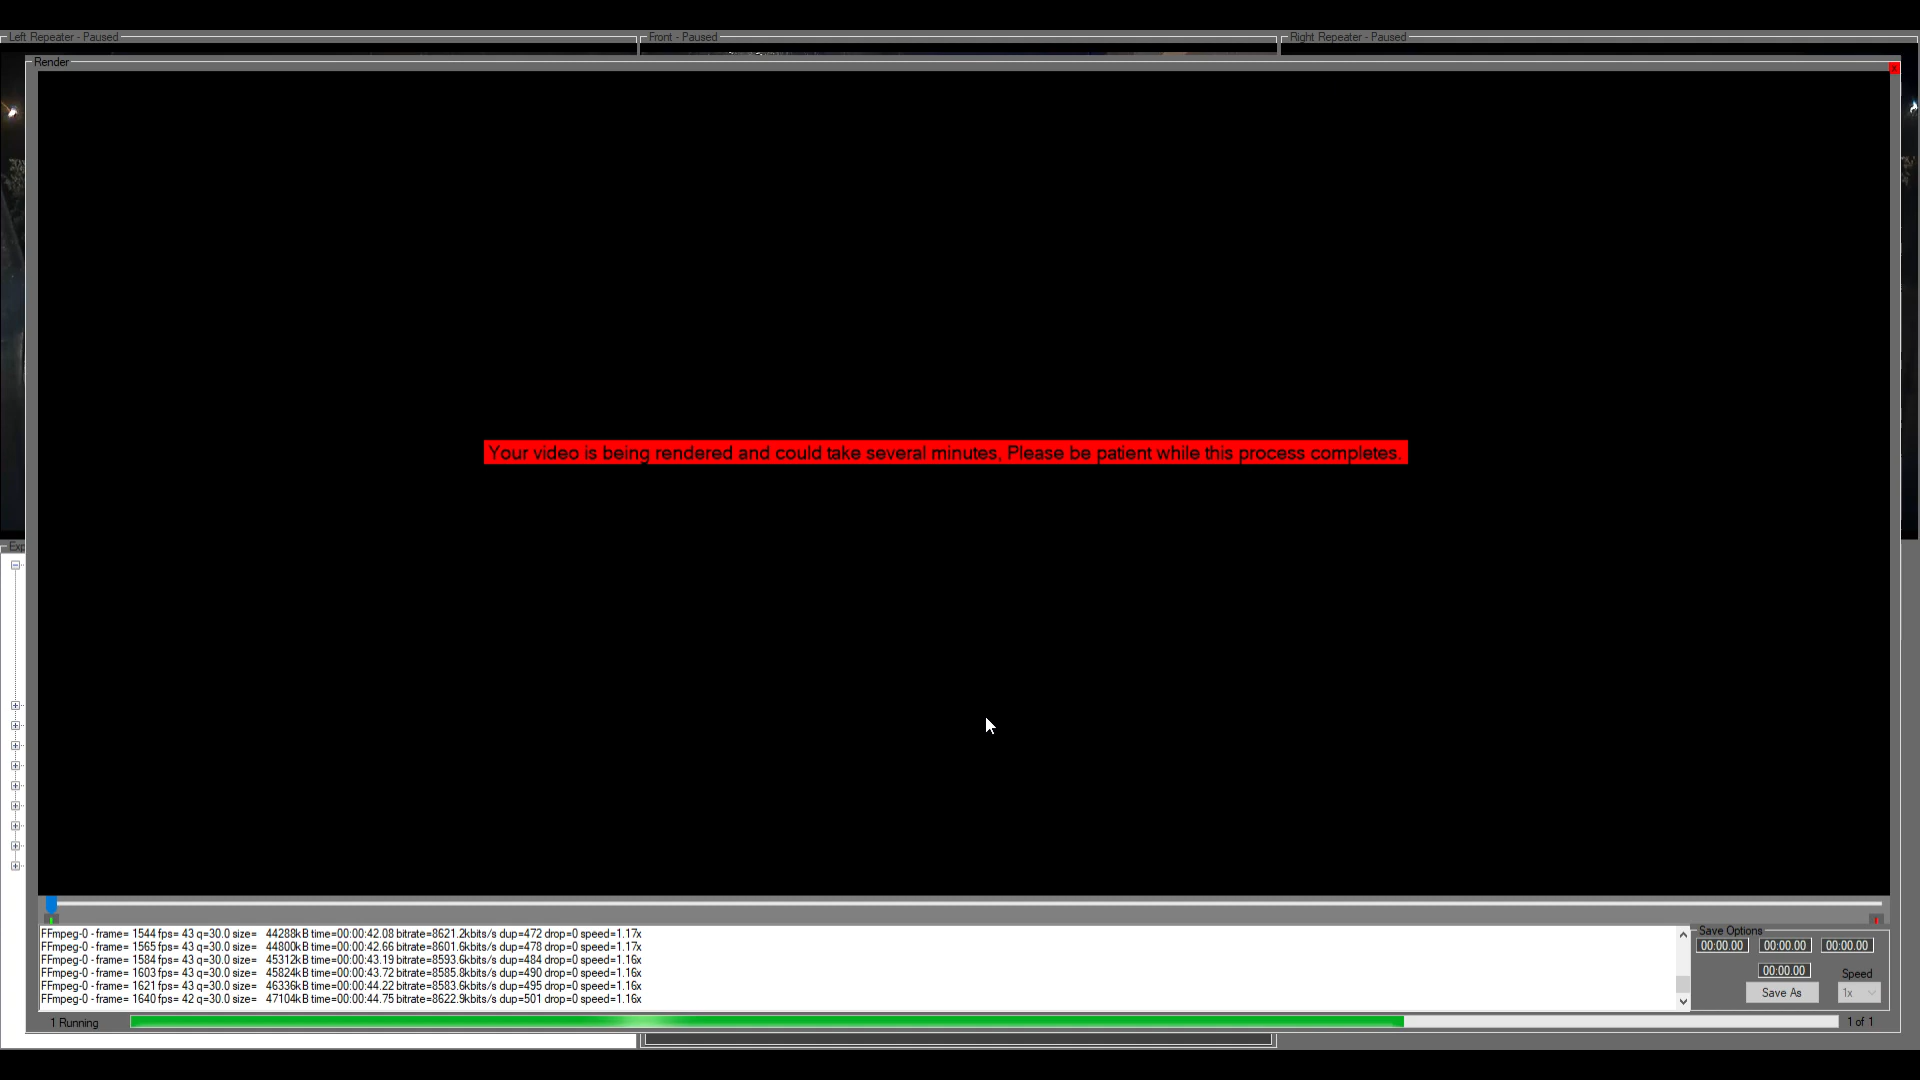 Left Repeater - Paused
Front - Paused
Right Repeater - Paused
Render
Your video is being rendered and could take several minutes, Please be patient while this process completes.
Exp
FFmpeg-0 - frame= 1544 fps= 43 q=30.0 size= 44288kB time=00:00:42.08 bitrate=8621.2kbits/s dup=472 drop=0 speed=1.17x
FFmpeg-0 - frame= 1565 fps= 43 q=30.0 size= 44800kB time=00:00:42.66 bitrate=8601.6kbits/s dup=478 drop=0 speed=1.17x
FFmpeg-0 - frame= 1584 fps= 43 q=30.0 size= 45312kB time=00:00:43.19 bitrate=8593.6kbits/s dup=484 drop=0 speed=1.16x
FFmpeg-0 - frame= 1603 fps= 43 q=30.0 size= 45824kB time=00:00:43.72 bitrate=8585.8kbits/s dup=490 drop=0 speed=1.16x
FFmpeg-0 - frame= 1621 fps= 43 q=30.0 size= 46336kB time=00:00:44.22 bitrate=8583.6kbits/s dup=495 drop=0 speed=1.16x
FFmpeg-0 - frame= 1640 fps= 42 q=30.0 size= 47104kB time=00:00:44.75 bitrate=8622.9kbits/s dup=501 drop=0 speed=1.16x
Save Options
00:00.00 00:00.00 00:00.00
00:00.00
Speed
Save As
1x
1 Running
1 of 1